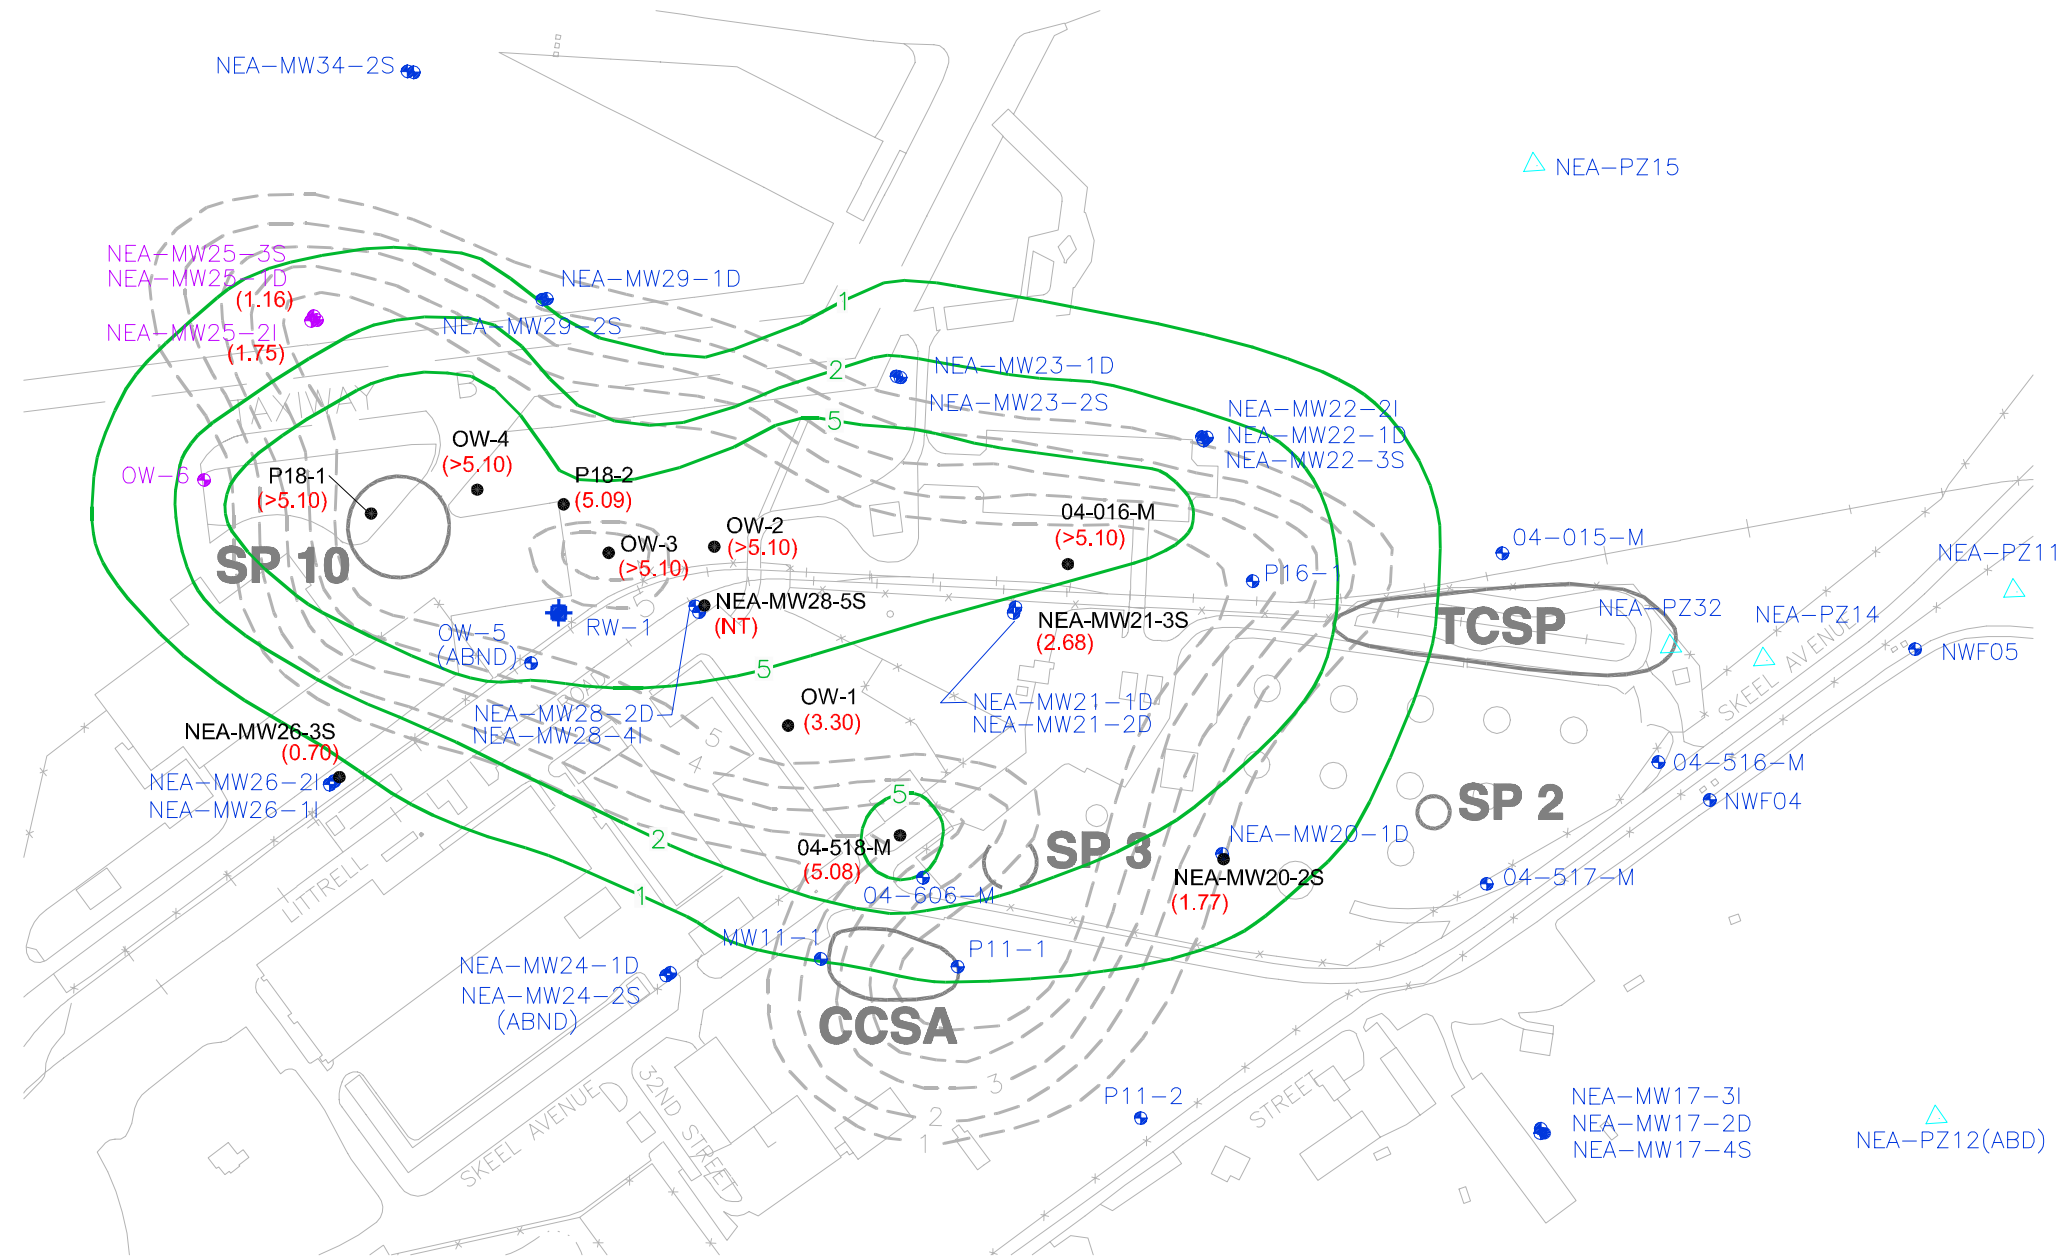 NEA-MW34-2S
NEA-PZ15
NEA-MW25-3S
NEA-MW25-1D
(1.16)
NEA-MW25-2I
(1.75)
NEA-MW29-1D
NEA-MW29-2S
1
2
5
NEA-MW23-1D
NEA-MW23-2S
TAXIWAY B
NEA-MW22-2I
NEA-MW22-1D
NEA-MW22-3S
OW-6
P18-1
(>5.10)
OW-4
(>5.10)
P18-2
(5.09)
SP 10
OW-3
(>5.10)
OW-2
(>5.10)
04-016-M
(>5.10)
P16-1
04-015-M
NEA-PZ11
5
NEA-MW28-5S
(NT)
RW-1
OW-5
(ABND)
NEA-MW21-3S
(2.68)
TCSP
NEA-PZ32
NEA-PZ14
SKEEL AVENUE
NWF05
5
ROAD
OW-1
(3.30)
NEA-MW28-2D
NEA-MW28-4I
NEA-MW21-1D
NEA-MW21-2D
5
4
NEA-MW26-3S
(0.70)
NEA-MW26-2I
NEA-MW26-1I
04-516-M
NWF04
SP 2
5
2
04-518-M
(5.08)
SP 3
NEA-MW20-1D
NEA-MW20-2S
(1.77)
04-517-M
04-606-M
LITTRELL
1
MW11-1
P11-1
NEA-MW24-1D
NEA-MW24-2S
(ABND)
CCSA
3
2
1
SKEEL AVENUE
32ND STREET
P11-2
STREET
NEA-MW17-3I
NEA-MW17-2D
NEA-MW17-4S
NEA-PZ12(ABD)